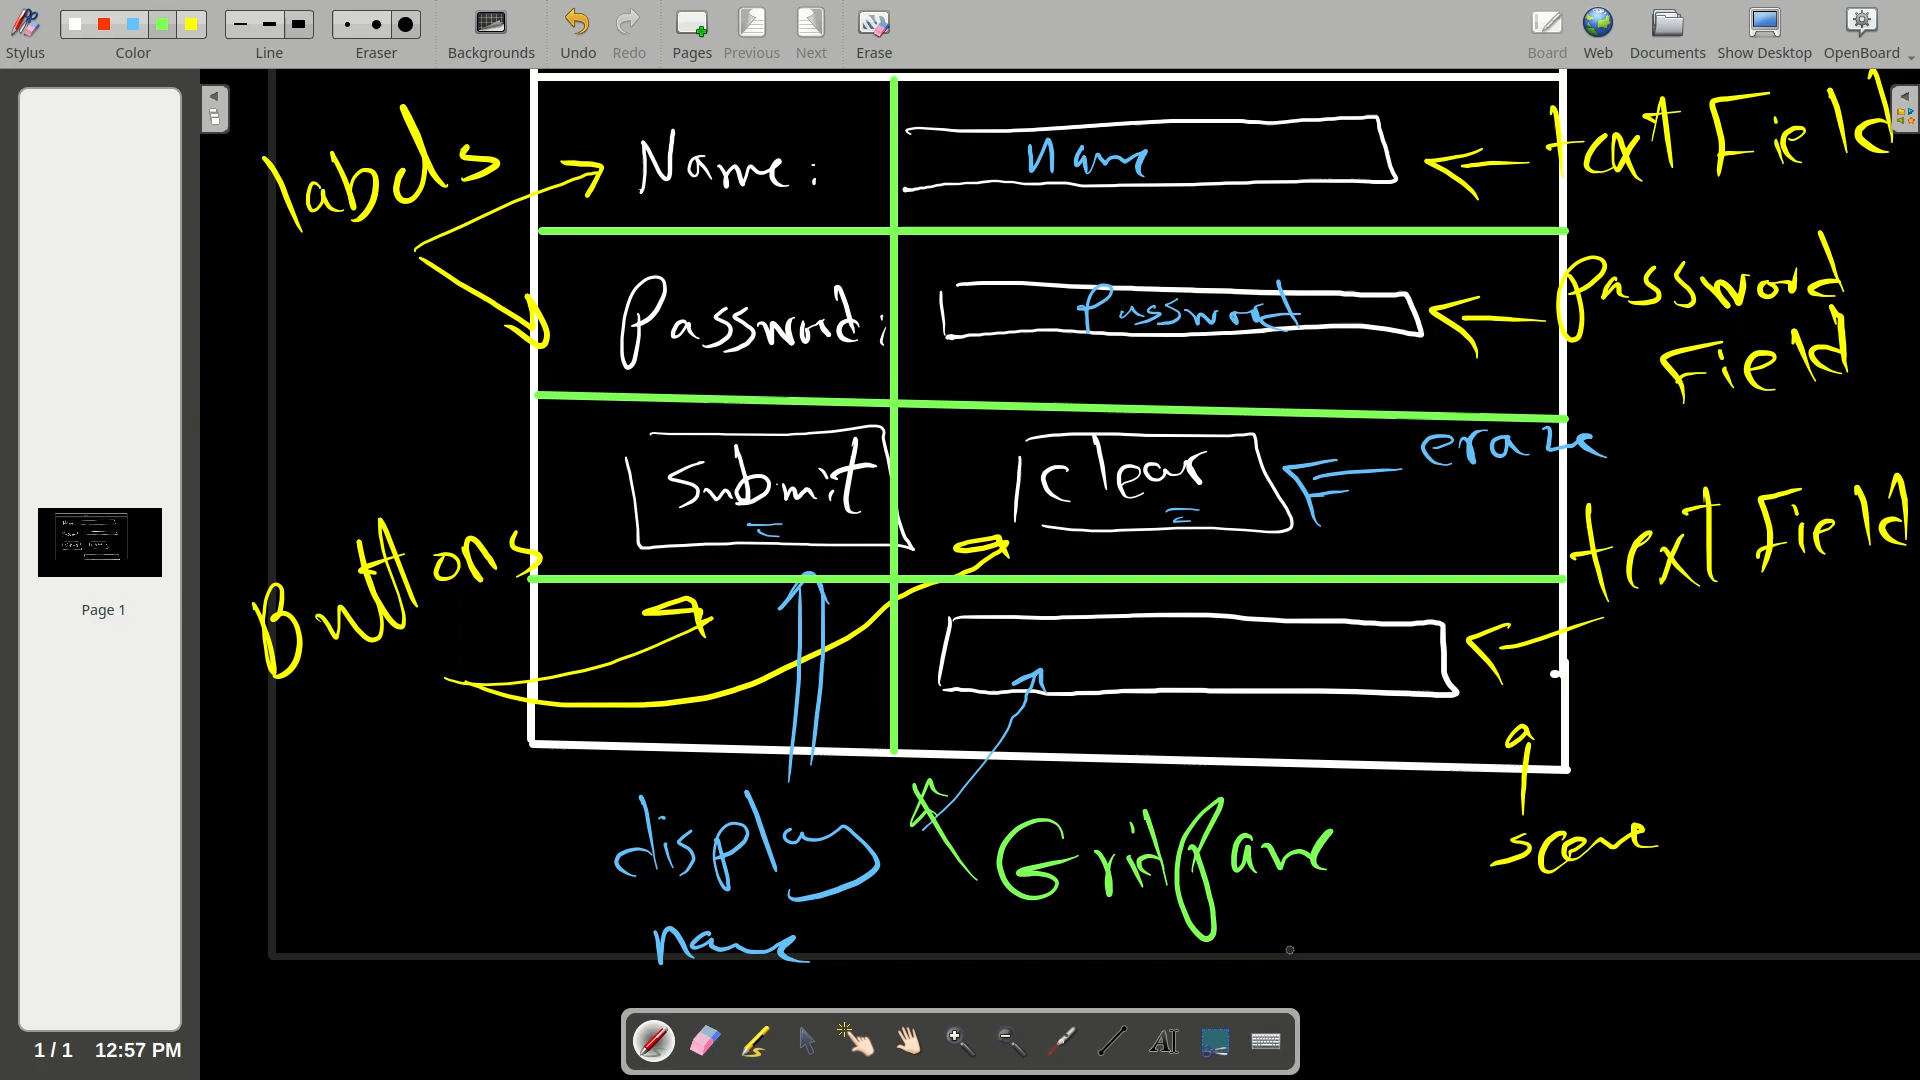 Stylus
Color
Line
Eraser
Backgrounds
Undo
Redo
Pages
Previous
Next
Erase
Board
Web
Documents
Show Desktop
OpenBoard
labels
Name:
Name
text Field
Password:
Password
Password
Field
Submit
clear
eraze
Buttons
text Field
display
name
GridPane
scene
Page 1
1 / 1
12:57 PM
AI